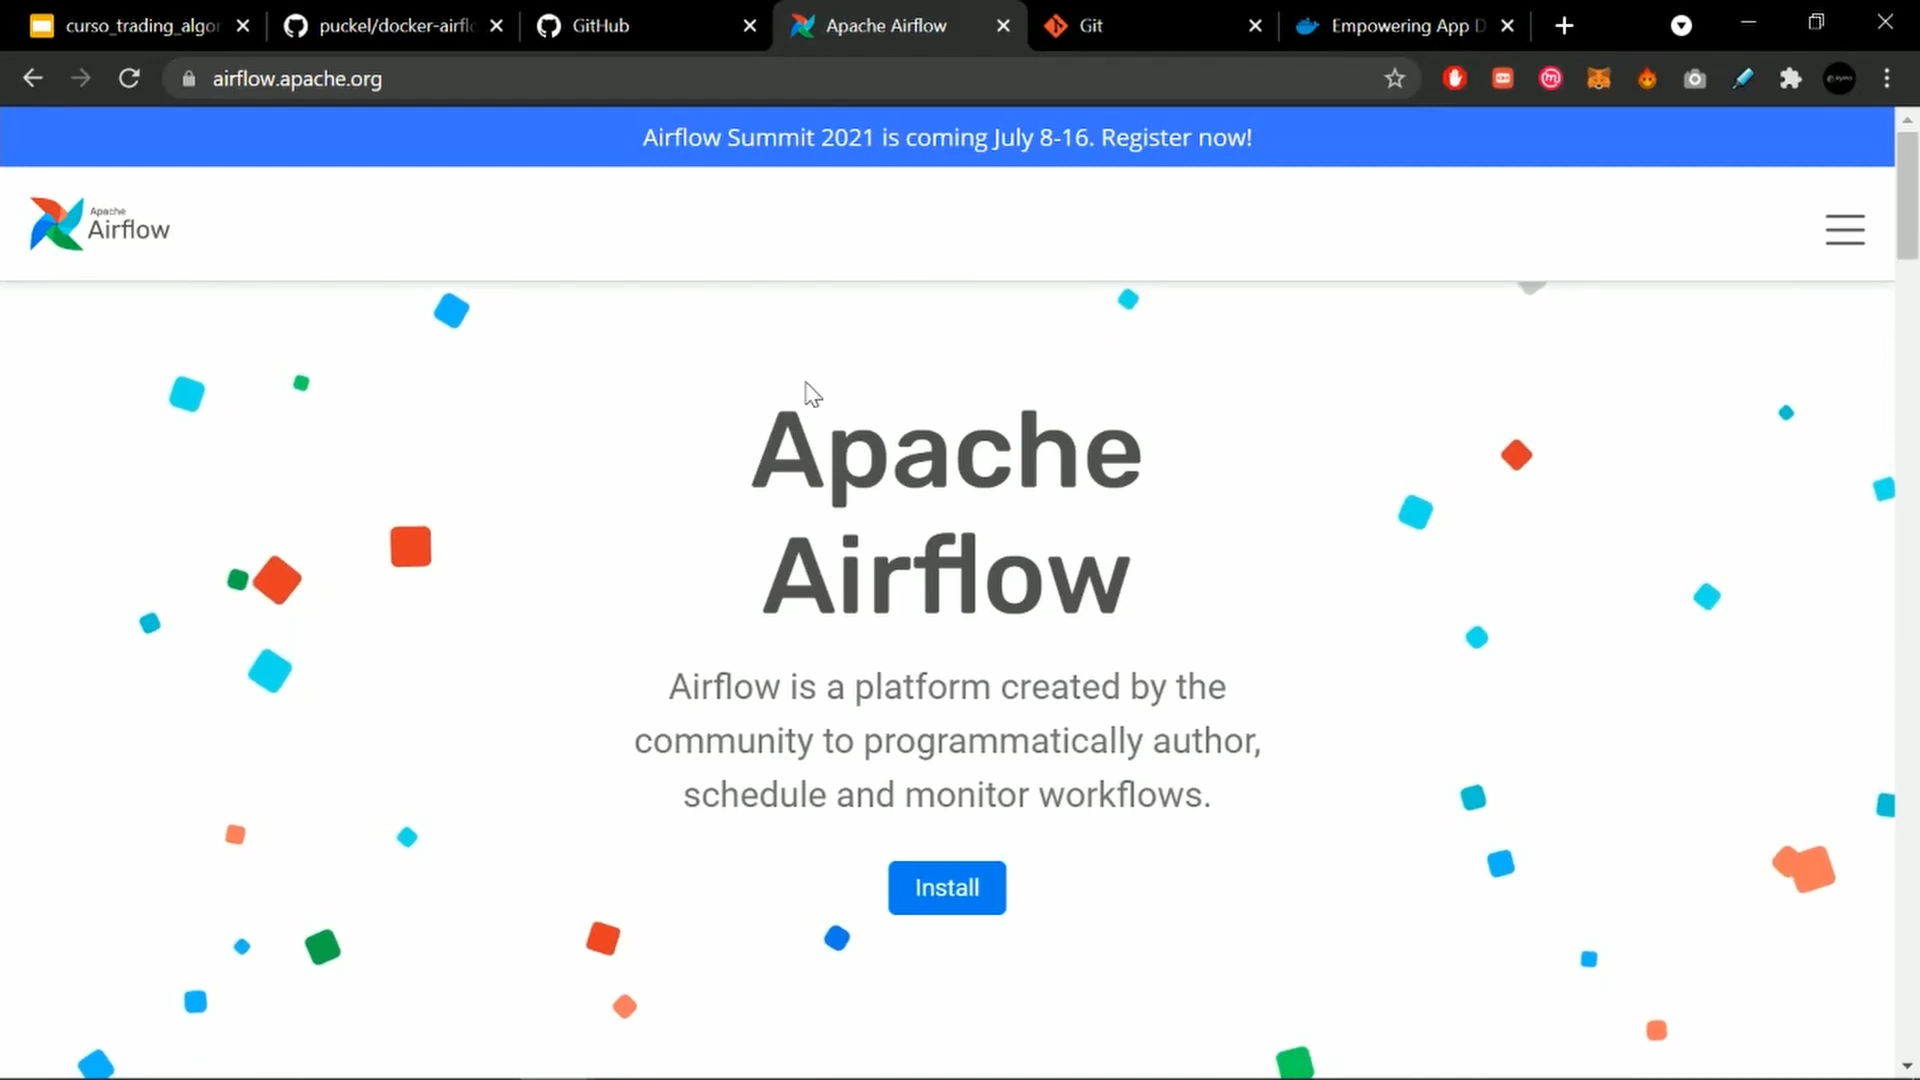 curso_trading_algor
puckel/docker-airflo
GitHub
Apache Airflow
Git
Empowering App D
airflow.apache.org
Airflow Summit 2021 is coming July 8-16. Register now!
Apache
Airflow
Apache
Airflow
Airflow is a platform created by the
community to programmatically author,
schedule and monitor workflows.
Install